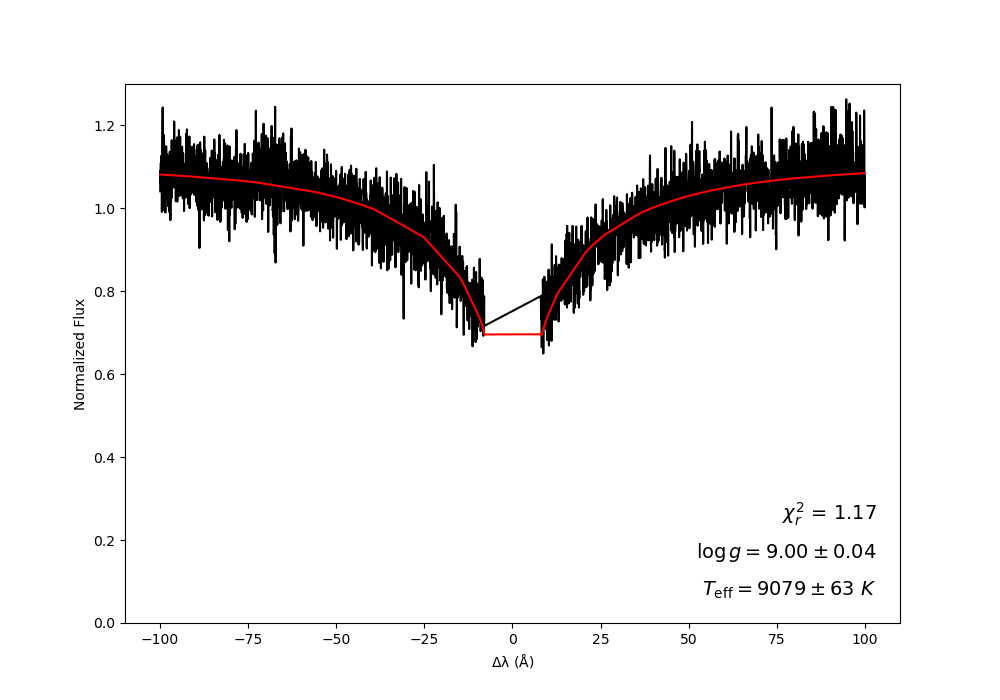 1.2
1.0
0.8
0.6
0.4
0.2
0.0
Normalized Flux
χ²ᵣ = 1.17
log g = 9.00 ± 0.04
T_eff = 9079 ± 63 K
−100 −75 −50 −25 0 25 50 75 100
Δλ (Å)